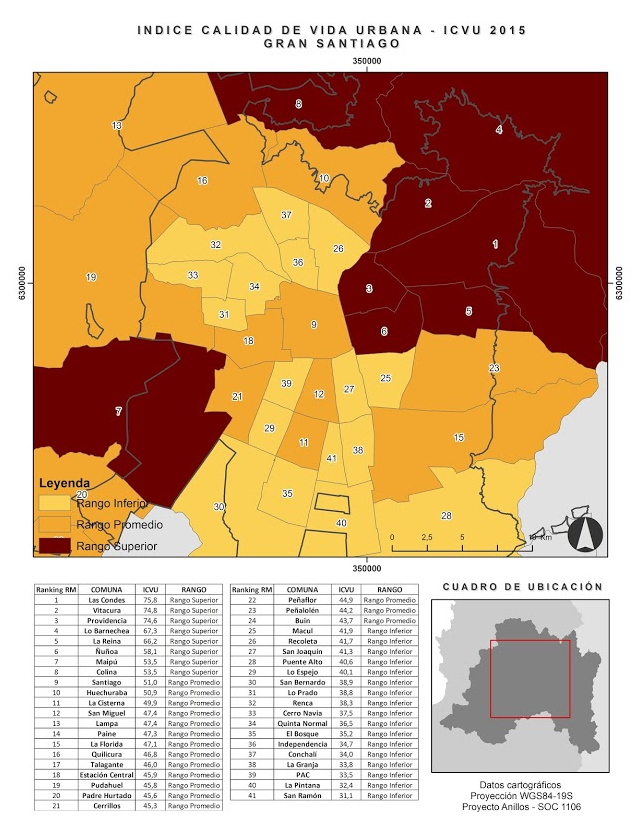 INDICE CALIDAD DE VIDA URBANA - ICVU 2015
GRAN SANTIAGO
350000
8
13
4
16
10
2
37
1
32
26
36
6300000
19
33
34
3
6300000
31
5
9
6
18
23
39
25
21
12
27
7
29
15
11
38
41
Leyenda
20
35
30
28
40
Rango Inferior
Rango Promedio
Rango Superior
0 2,5 5 10 Km
350000
Ranking RM COMUNA ICVU RANGO
1 Las Condes 75,8 Rango Superior
2 Vitacura 74,8 Rango Superior
3 Providencia 74,6 Rango Superior
4 Lo Barnechea 67,3 Rango Superior
5 La Reina 66,2 Rango Superior
6 Ñuñoa 58,1 Rango Superior
7 Maipú 53,5 Rango Superior
8 Colina 53,5 Rango Superior
9 Santiago 51,0 Rango Promedio
10 Huechuraba 50,9 Rango Promedio
11 La Cisterna 49,9 Rango Promedio
12 San Miguel 47,4 Rango Promedio
13 Lampa 47,4 Rango Promedio
14 Paine 47,3 Rango Promedio
15 La Florida 47,1 Rango Promedio
16 Quilicura 46,8 Rango Promedio
17 Talagante 46,0 Rango Promedio
18 Estación Central 45,9 Rango Promedio
19 Pudahuel 45,8 Rango Promedio
20 Padre Hurtado 45,6 Rango Promedio
21 Cerrillos 45,3 Rango Promedio
Ranking RM COMUNA ICVU RANGO
22 Peñaflor 44,9 Rango Promedio
23 Peñalolén 44,2 Rango Promedio
24 Buin 43,7 Rango Promedio
25 Macul 41,9 Rango Inferior
26 Recoleta 41,7 Rango Inferior
27 San Joaquín 41,3 Rango Inferior
28 Puente Alto 40,6 Rango Inferior
29 Lo Espejo 40,1 Rango Inferior
30 San Bernardo 38,9 Rango Inferior
31 Lo Prado 38,8 Rango Inferior
32 Renca 38,3 Rango Inferior
33 Cerro Navia 37,5 Rango Inferior
34 Quinta Normal 36,5 Rango Inferior
35 El Bosque 35,2 Rango Inferior
36 Independencia 34,7 Rango Inferior
37 Conchalí 34,0 Rango Inferior
38 La Granja 33,8 Rango Inferior
39 PAC 33,5 Rango Inferior
40 La Pintana 32,4 Rango Inferior
41 San Ramón 31,1 Rango Inferior
CUADRO DE UBICACIÓN
Datos cartográficos
Proyección WGS84-19S
Proyecto Anillos - SOC 1106